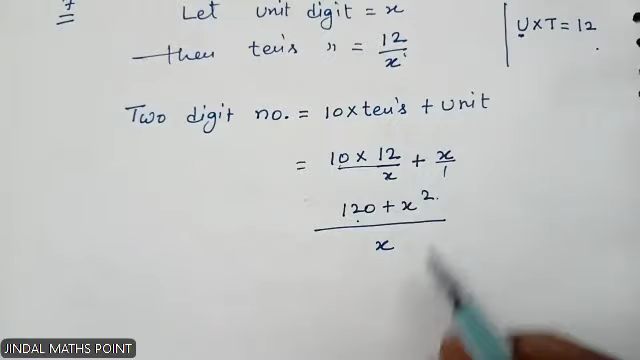 7
Let unit digit = x
then ten's " = 12/x
U×T = 12
Two digit no. = 10×ten's + unit
= 10 × 12/x + x/1
120 + x²/x
JINDAL MATHS POINT